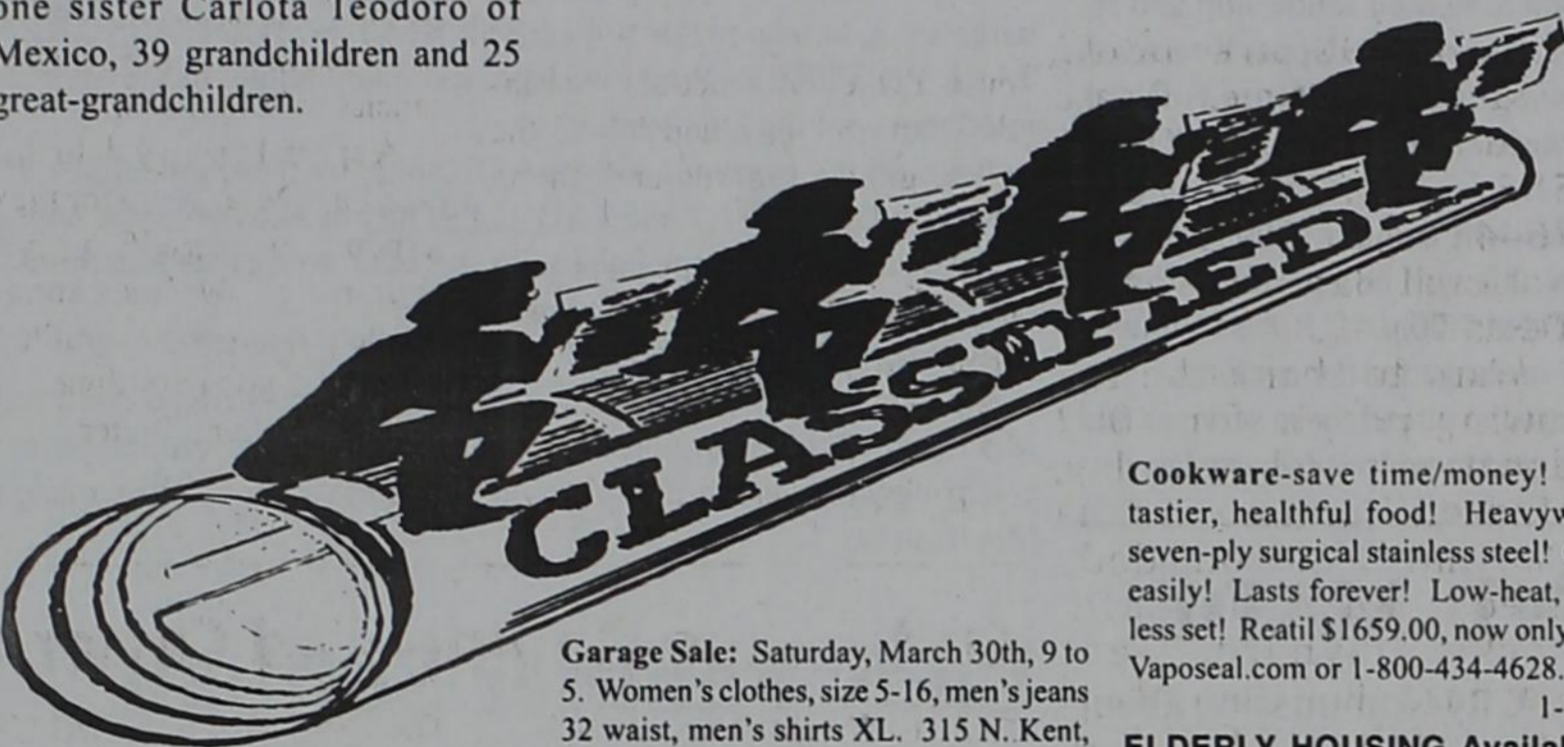 one sister Carlota Teodoro of
Mexico, 39 grandchildren and 25
great-grandchildren.
CLASSIFIED
Garage Sale: Saturday, March 30th, 9 to
5. Women's clothes, size 5-16, men's jeans
32 waist, men's shirts XL. 315 N. Kent,
Cookware-save time/money!
tastier, healthful food! Heavyw
seven-ply surgical stainless steel!
easily! Lasts forever! Low-heat,
less set! Reatil $1659.00, now only
Vaposeal.com or 1-800-434-4628.
1-
ELDERLY HOUSING